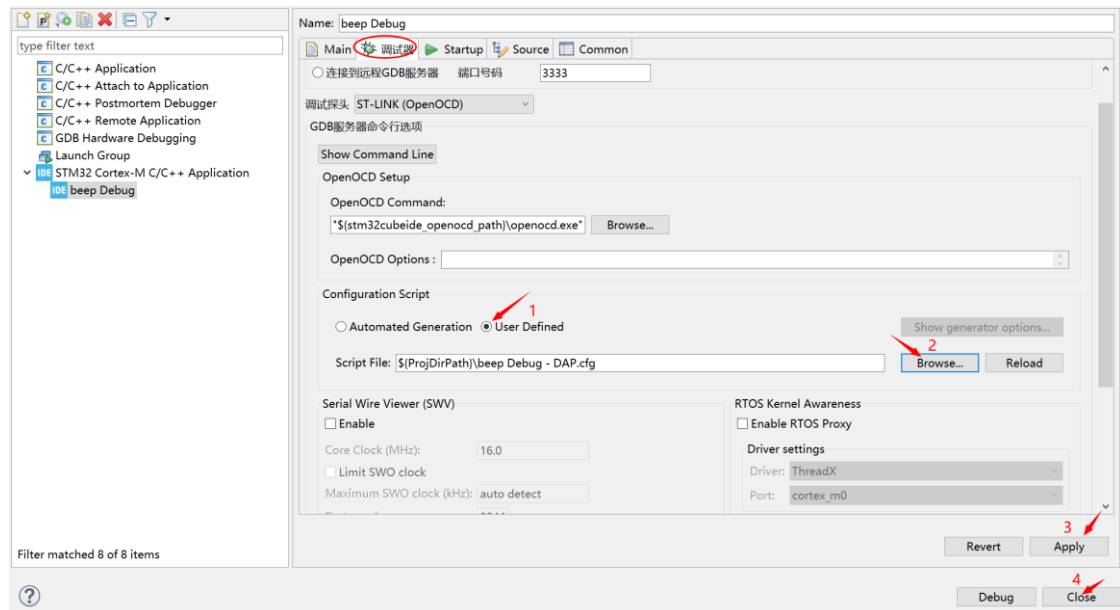 Name: beep Debug
type filter text
C/C++ Application
C/C++ Attach to Application
C/C++ Postmortem Debugger
C/C++ Remote Application
GDB Hardware Debugging
Launch Group
IDE STM32 Cortex-M C/C++ Application
IDE beep Debug
Filter matched 8 of 8 items
Main 调试器 Startup Source Common
连接到远程GDB服务器 端口号码 3333
调试探头 ST-LINK (OpenOCD)
GDB服务器命令行选项
Show Command Line
OpenOCD Setup
OpenOCD Command:
"${stm32cubeide_openocd_path}\openocd.exe" Browse...
OpenOCD Options :
Configuration Script
1
Automated Generation User Defined Show generator options...
2
Script File: ${ProjDirPath}\beep Debug - DAP.cfg Browse... Reload
Serial Wire Viewer (SWV) RTOS Kernel Awareness
Enable Enable RTOS Proxy
Core Clock (MHz): 16.0 Driver settings
Limit SWO clock Driver: ThreadX
Maximum SWO clock (kHz): auto detect Port: cortex_m0
3
Revert Apply
4
Debug Close